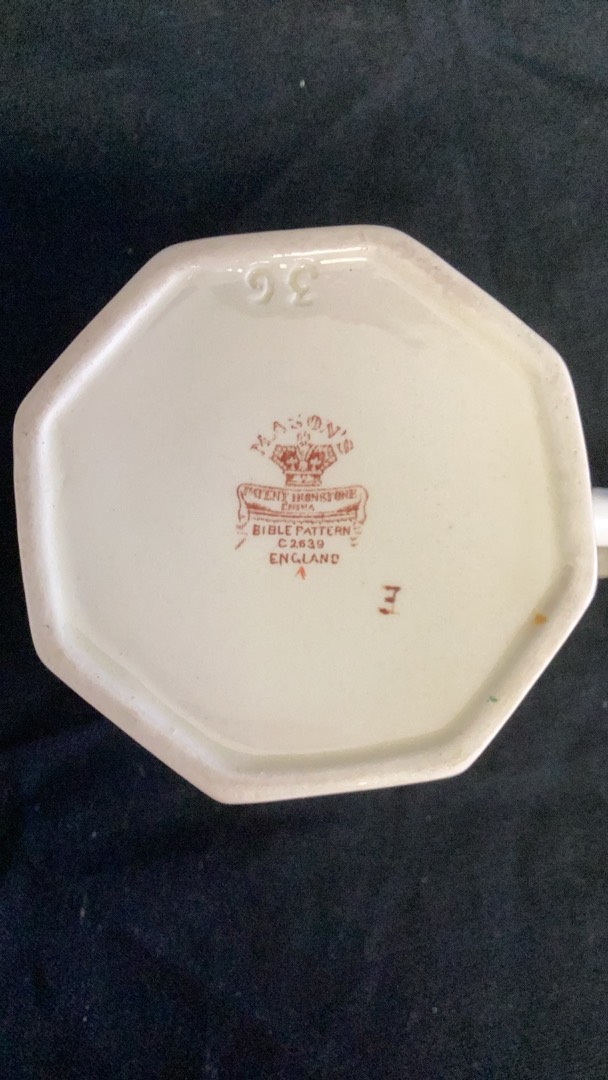 36
MASON'S
PATENT IRONSTONE
CHINA
BIBLE PATTERN
C2639
ENGLAND
E